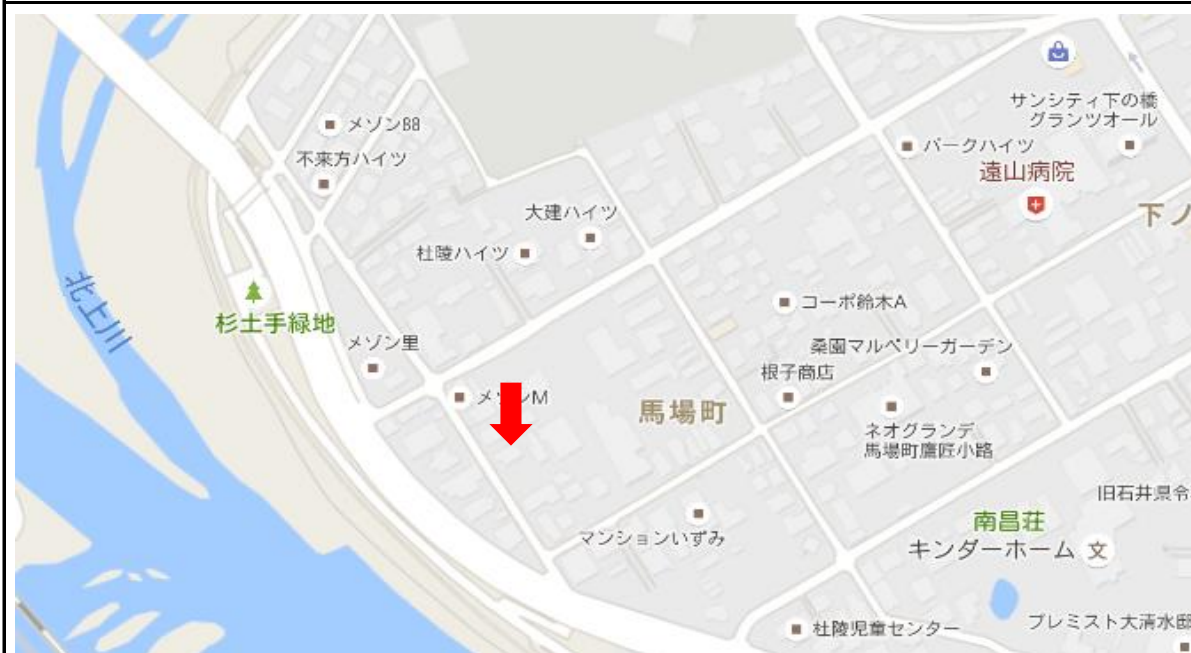 サンシティ下の橋
グランツオール
メゾン88
パークハイツ
不来方ハイツ
遠山病院
下ノ
大建ハイツ
杜陵ハイツ
北上川
コーポ鈴木A
杉土手緑地
メゾン里
桑園マルベリーガーデン
根子商店
メゾンM
馬場町
ネオグランデ
馬場町鷹匠小路
旧石井県令
南昌荘
マンションいずみ
キンダーホーム
文
杜陵児童センター
プレミスト大清水邸